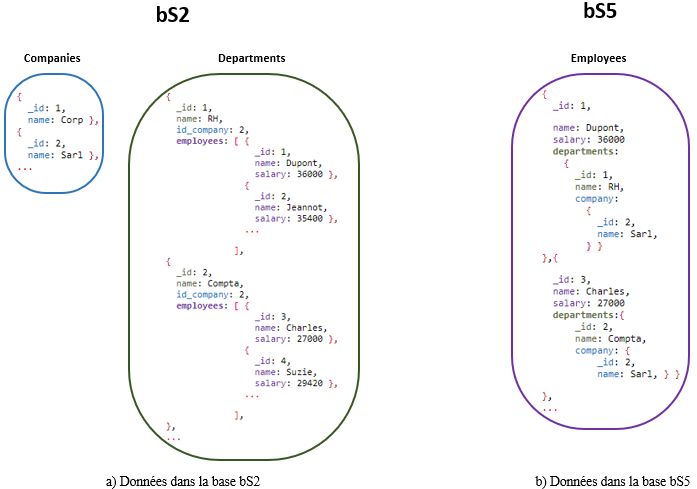 bS2
Companies
{
_id: 1,
name: Corp },
{
_id: 2,
name: Sarl },
...
Departments
{
_id: 1,
name: RH,
id_company: 2,
employees: [ {
_id: 1,
name: Dupont,
salary: 36000 },
{
_id: 2,
name: Jeannot,
salary: 35400 },
...
],
{
_id: 2,
name: Compta,
id_company: 2,
employees: [ {
_id: 3,
name: Charles,
salary: 27000 },
{
_id: 4,
name: Suzie,
salary: 29420 },
...
],
},
...
a) Données dans la base bS2
bS5
Employees
{
_id: 1,
name: Dupont,
salary: 36000
departments:
{
_id: 1,
name: RH,
company:
{
_id: 2,
name: Sarl,
} }
},{
_id: 3,
name: Charles,
salary: 27000
departments:{
_id: 2,
name: Compta,
company: {
_id: 2,
name: Sarl, } }
},
...
b) Données dans la base bS5